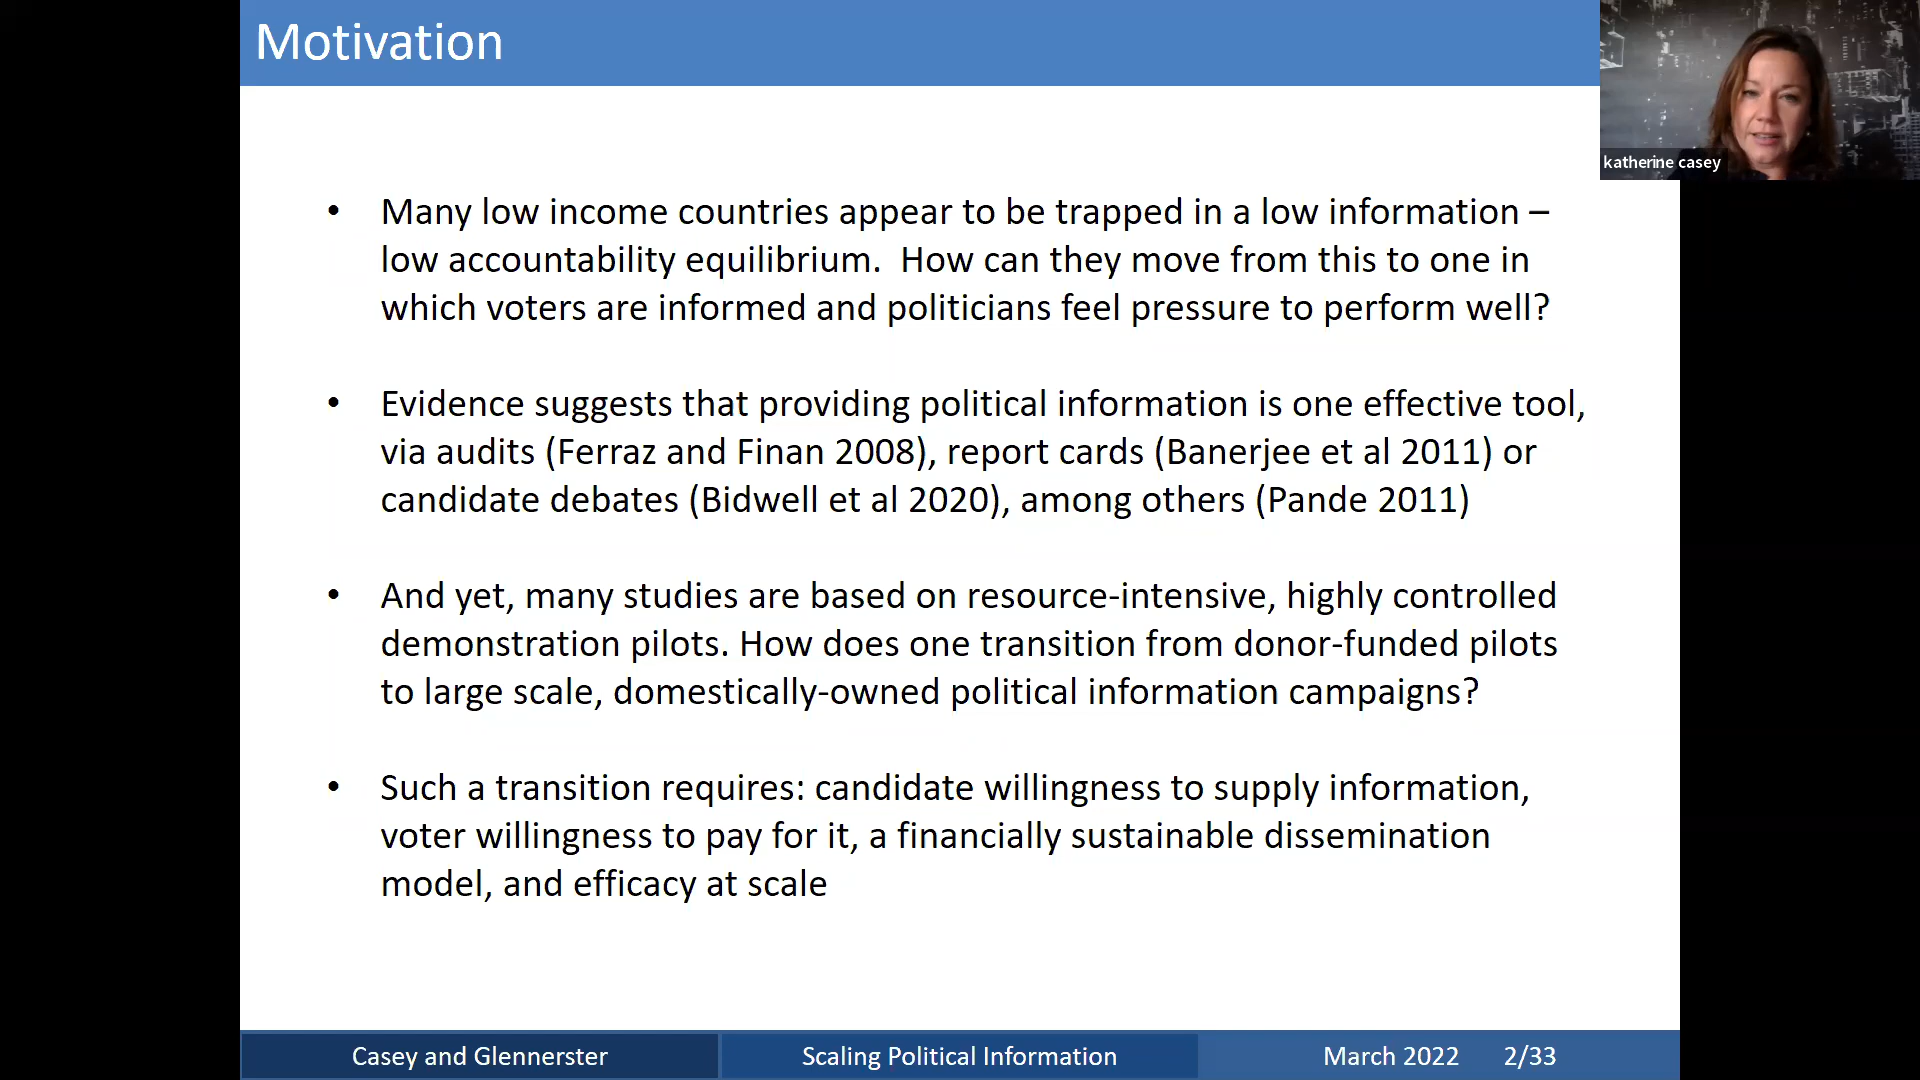 Motivation
katherine casey
• Many low income countries appear to be trapped in a low information –
low accountability equilibrium.  How can they move from this to one in
which voters are informed and politicians feel pressure to perform well?
• Evidence suggests that providing political information is one effective tool,
via audits (Ferraz and Finan 2008), report cards (Banerjee et al 2011) or
candidate debates (Bidwell et al 2020), among others (Pande 2011)
• And yet, many studies are based on resource-intensive, highly controlled
demonstration pilots. How does one transition from donor-funded pilots
to large scale, domestically-owned political information campaigns?
• Such a transition requires: candidate willingness to supply information,
voter willingness to pay for it, a financially sustainable dissemination
model, and efficacy at scale
Casey and Glennerster Scaling Political Information March 2022 2/33